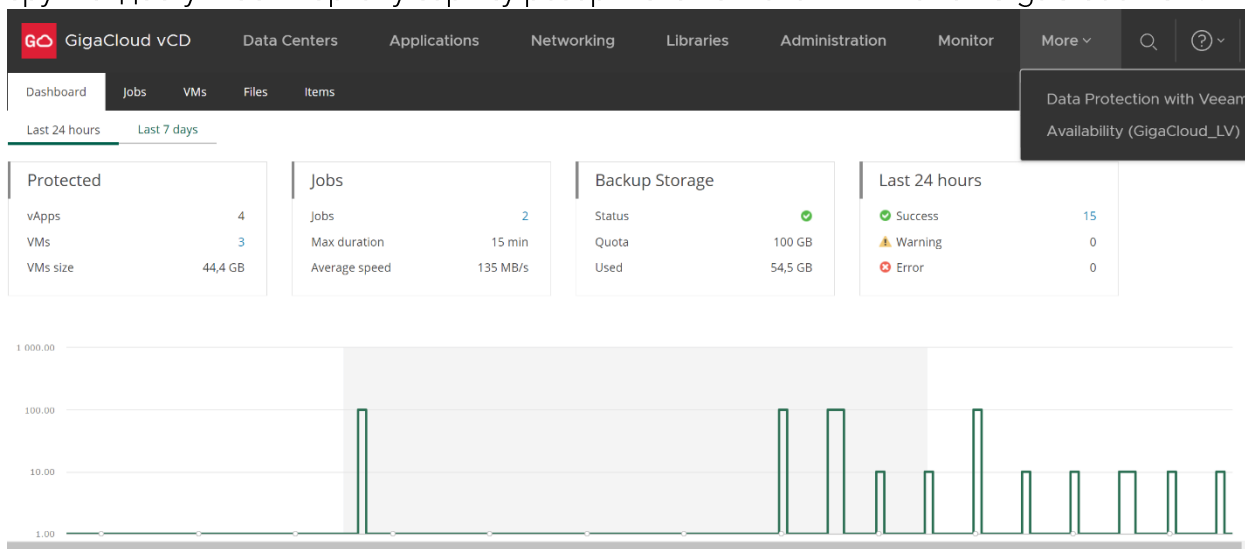 GigaCloud vCD Data Centers Applications Networking Libraries Administration Monitor More
Data Protection with Veeam
Availability (GigaCloud_LV)
Dashboard Jobs VMs Files Items
Last 24 hours Last 7 days
Protected
vApps 4
VMs 3
VMs size 44,4 GB
Jobs
Jobs 2
Max duration 15 min
Average speed 135 MB/s
Backup Storage
Status
Quota 100 GB
Used 54,5 GB
Last 24 hours
Success 15
Warning 0
Error 0
1 000.00
100.00
10.00
1.00